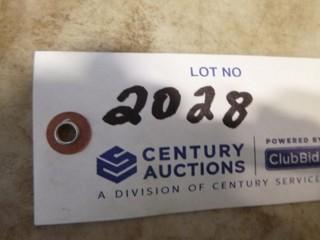 LOT NO
2028
POWERED BY
CENTURY
AUCTIONS
ClubBid
A DIVISION OF CENTURY SERVICE